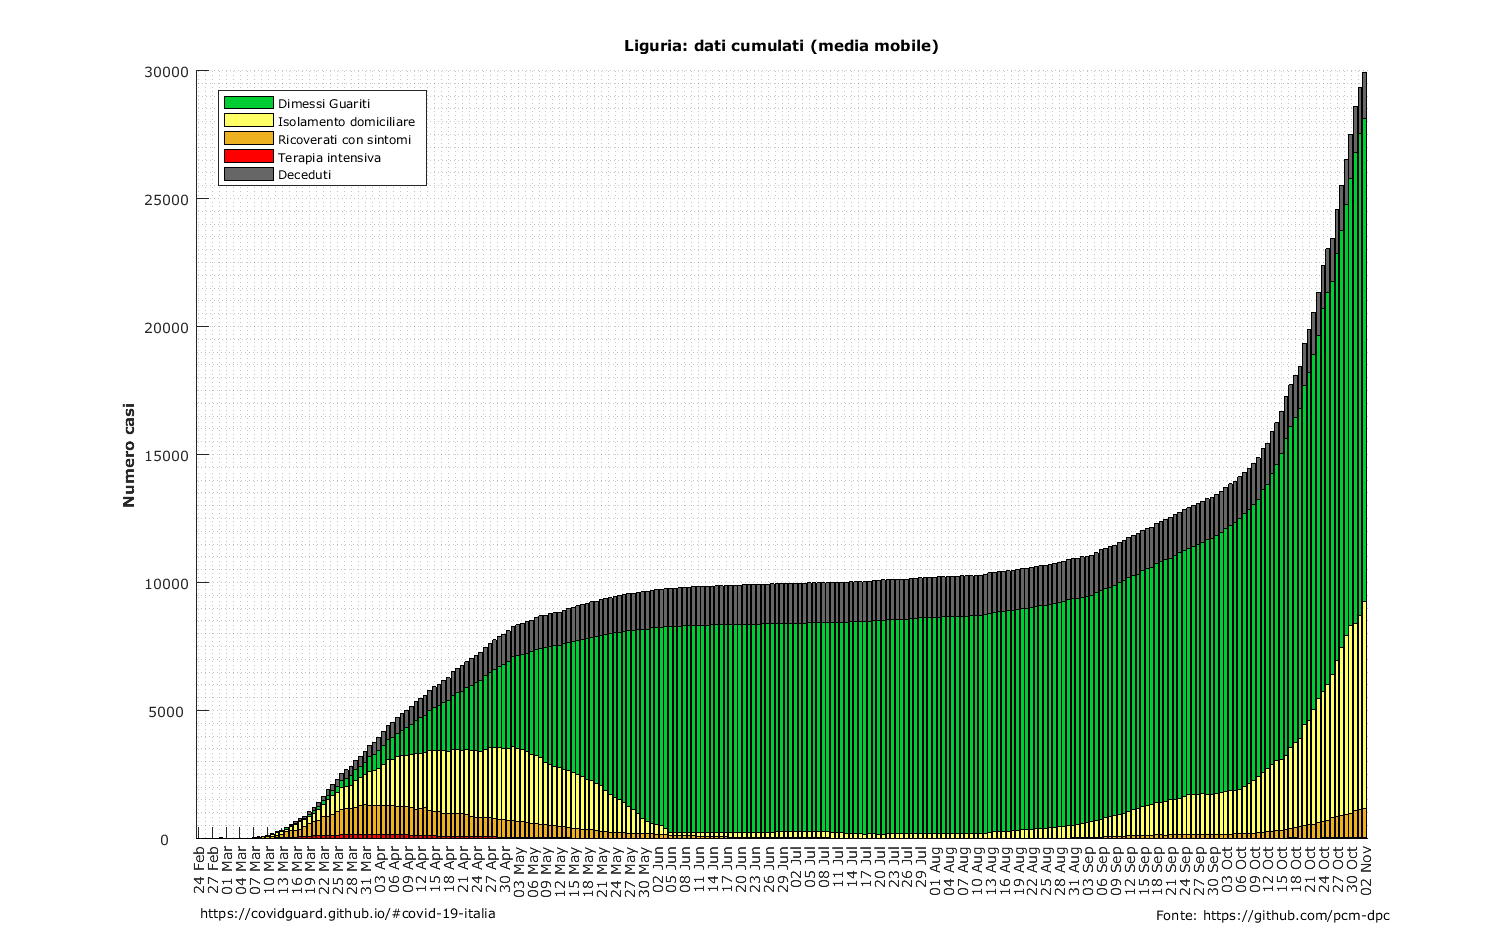 Liguria: dati cumulati (media mobile)
30000
25000
20000
15000
10000
5000
0
Numero casi
Dimessi Guariti
Isolamento domiciliare
Ricoverati con sintomi
Terapia intensiva
Deceduti
24 Feb
27 Feb
01 Mar
04 Mar
07 Mar
10 Mar
13 Mar
16 Mar
19 Mar
22 Mar
25 Mar
28 Mar
31 Mar
03 Apr
06 Apr
09 Apr
12 Apr
15 Apr
18 Apr
21 Apr
24 Apr
27 Apr
30 Apr
03 May
06 May
09 May
12 May
15 May
18 May
21 May
24 May
27 May
30 May
02 Jun
05 Jun
08 Jun
11 Jun
14 Jun
17 Jun
20 Jun
23 Jun
26 Jun
29 Jun
02 Jul
05 Jul
08 Jul
11 Jul
14 Jul
17 Jul
20 Jul
23 Jul
26 Jul
29 Jul
01 Aug
04 Aug
07 Aug
10 Aug
13 Aug
16 Aug
19 Aug
22 Aug
25 Aug
28 Aug
31 Aug
03 Sep
06 Sep
09 Sep
12 Sep
15 Sep
18 Sep
21 Sep
24 Sep
27 Sep
30 Sep
03 Oct
06 Oct
09 Oct
12 Oct
15 Oct
18 Oct
21 Oct
24 Oct
27 Oct
30 Oct
02 Nov
https://covidguard.github.io/#covid-19-italia
Fonte: https://github.com/pcm-dpc